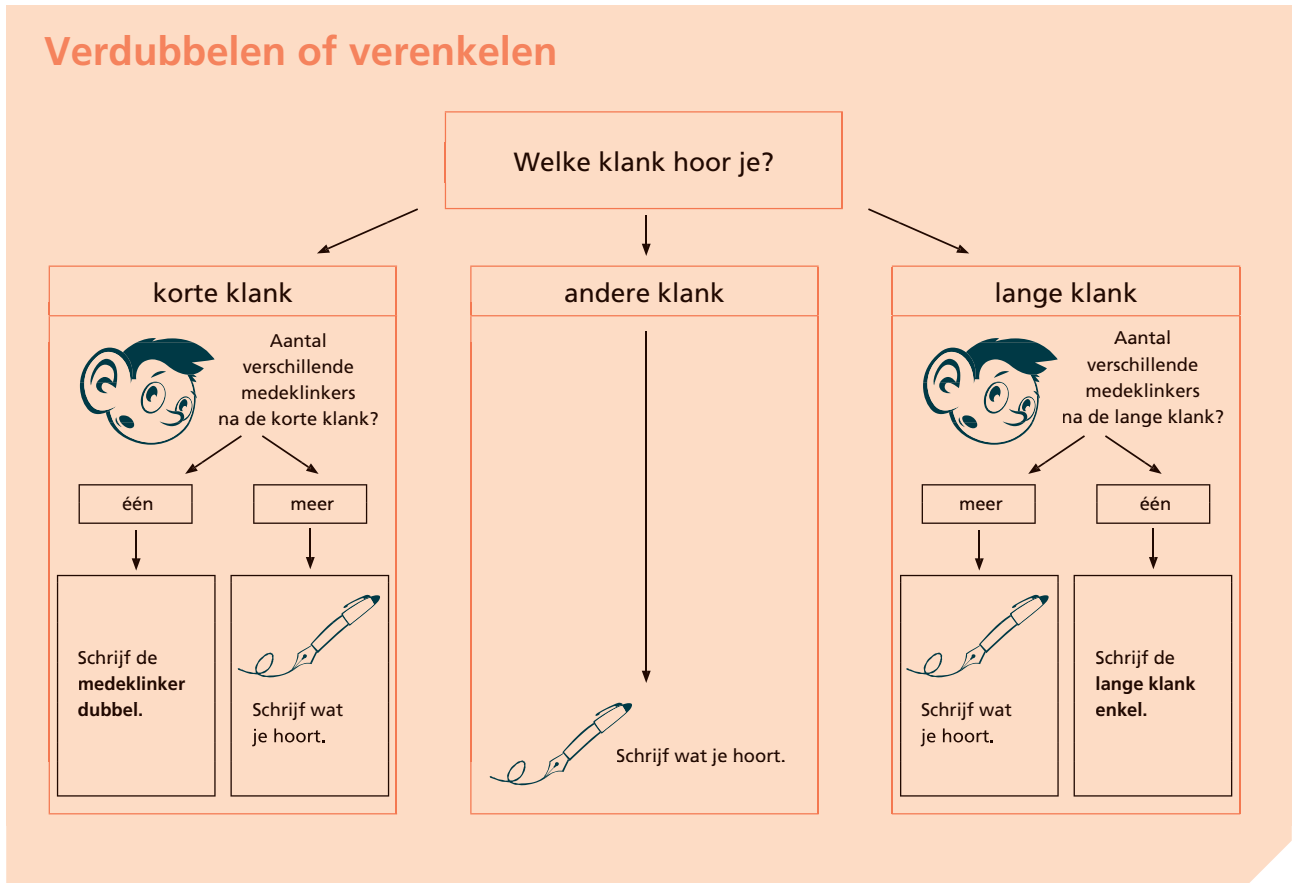 Verdubbelen of verenkelen
Welke klank hoor je?
korte klank
Aantal
verschillende
medeklinkers
na de korte klank?
één
meer
Schrijf de
medeklinker
dubbel.
Schrijf wat
je hoort.
andere klank
Schrijf wat je hoort.
lange klank
Aantal
verschillende
medeklinkers
na de lange klank?
meer
één
Schrijf wat
je hoort.
Schrijf de
lange klank
enkel.